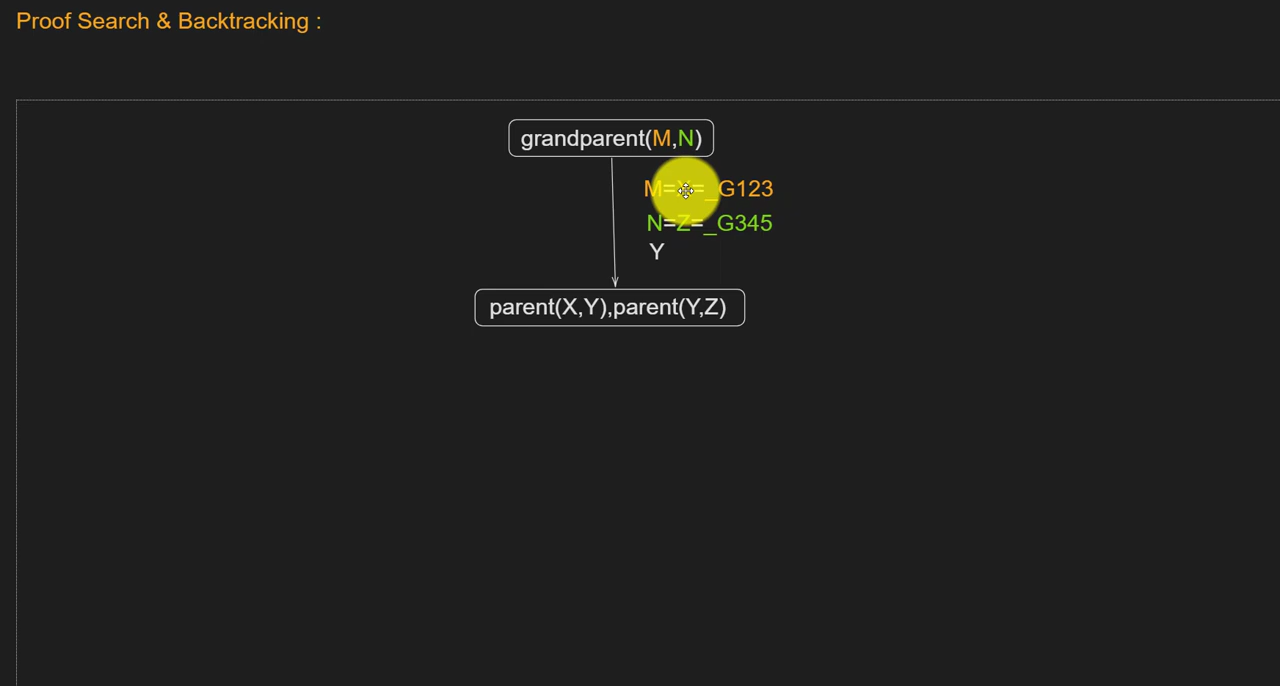 Proof Search & Backtracking :
grandparent(M,N)
M=X=_G123
N=Z=_G345
Y
parent(X,Y),parent(Y,Z)